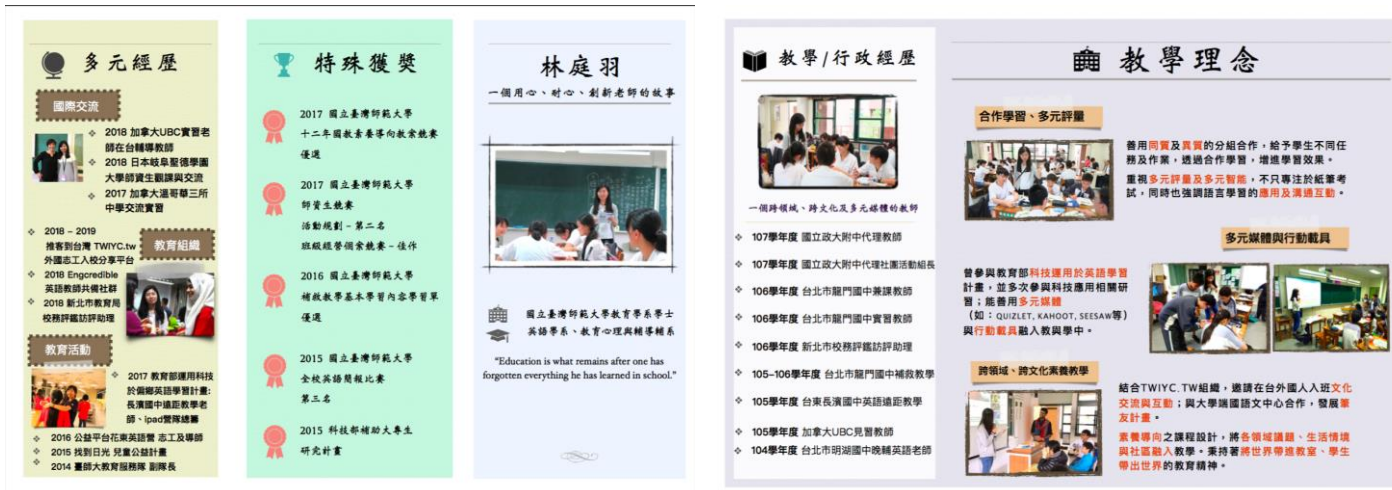 多元經歷
國際交流
2018 加拿大UBC實習老
師在台輔導教師
2018 日本岐阜聖德學園
大學師資生觀課與交流
2017 加拿大溫哥華三所
中學交流實習
2018 – 2019
推客到台灣 TWIYC.tw
外國志工入校分享平台
教育組織
2018 Engcredible
英語教師共備社群
2018 新北市教育局
校務評鑑訪評助理
教育活動
2017 教育部運用科技
於偏鄉英語學習計畫:
長濱國中遠距教學老
師、ipad營隊總籌
2016 公益平台花東英語營 志工及導師
2015 找到日光 兒童公益計畫
2014 臺師大教育服務隊 副隊長
特殊獲獎
2017 國立臺灣師範大學
十二年國教素養導向教案競賽
優選
2017 國立臺灣師範大學
師資生競賽
活動規劃–第二名
班級經營個案競賽–佳作
2016 國立臺灣師範大學
補救教學基本學習內容學習單
優選
2015 國立臺灣師範大學
全校英語簡報比賽
第三名
2015 科技部補助大專生
研究計畫
林庭羽
一個用心、耐心、創新老師的故事
國立臺灣師範大學教育學系學士
英語學系、教育心理與輔導輔系
“Education is what remains after one has
forgotten everything he has learned in school.”
教學/行政經歷
一個跨領域、跨文化及多元媒體的教師
107學年度 國立政大附中代理教師
107學年度 國立政大附中代理社團活動組長
106學年度 台北市龍門國中兼課教師
106學年度 台北市龍門國中實習教師
106學年度 新北市校務評鑑訪評助理
105–106學年度 台北市龍門國中補救教學
105學年度 台東長濱國中英語遠距教學
105學年度 加拿大UBC見習教師
104學年度 台北市明湖國中晚輔英語老師
教學理念
合作學習、多元評量
善用同質及異質的分組合作，給予學生不同任
務及作業，透過合作學習，增進學習效果。
重視多元評量及多元智能，不只專注於紙筆考
試，同時也強調語言學習的應用及溝通互動。
多元媒體與行動載具
曾參與教育部科技運用於英語學習
計畫，並多次參與科技應用相關研
習；能善用多元媒體
（如：QUIZLET, KAHOOT, SEESAW等）
與行動載具融入教與學中。
跨領域、跨文化素養教學
結合TWIYC.TW組織，邀請在台外國人入班文化
交流與互動；與大學端國語文中心合作，發展筆
友計畫。
素養導向之課程設計，將各領域議題、生活情境
與社區融入教學。秉持著將世界帶進教室、學生
帶出世界的教育精神。